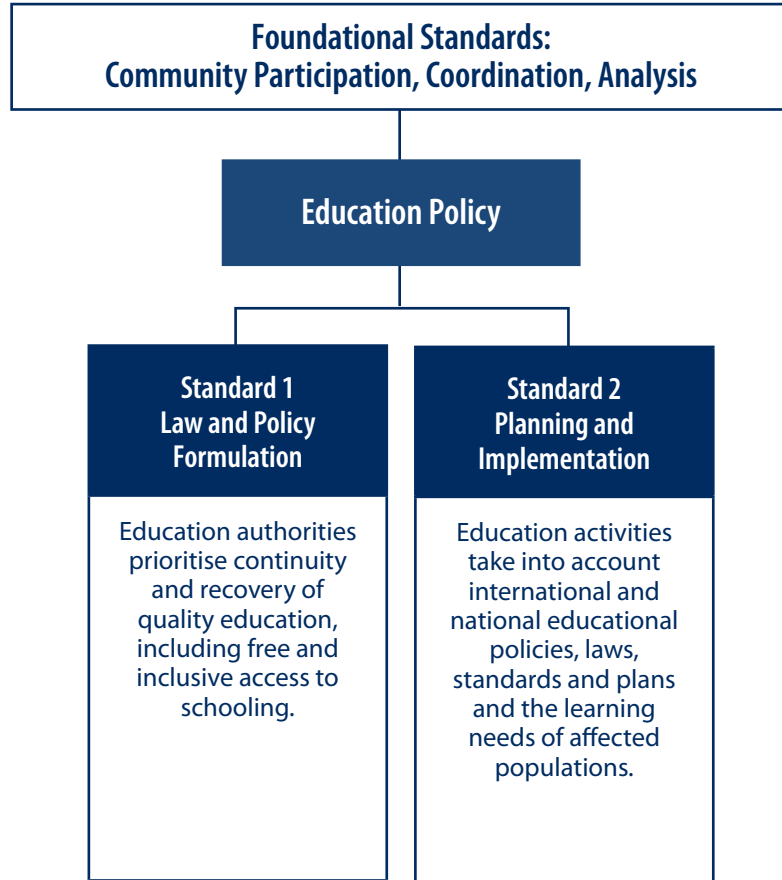 Foundational Standards:
Community Participation, Coordination, Analysis
Education Policy
Standard 1
Law and Policy
Formulation
Education authorities
prioritise continuity
and recovery of
quality education,
including free and
inclusive access to
schooling.
Standard 2
Planning and
Implementation
Education activities
take into account
international and
national educational
policies, laws,
standards and plans
and the learning
needs of affected
populations.